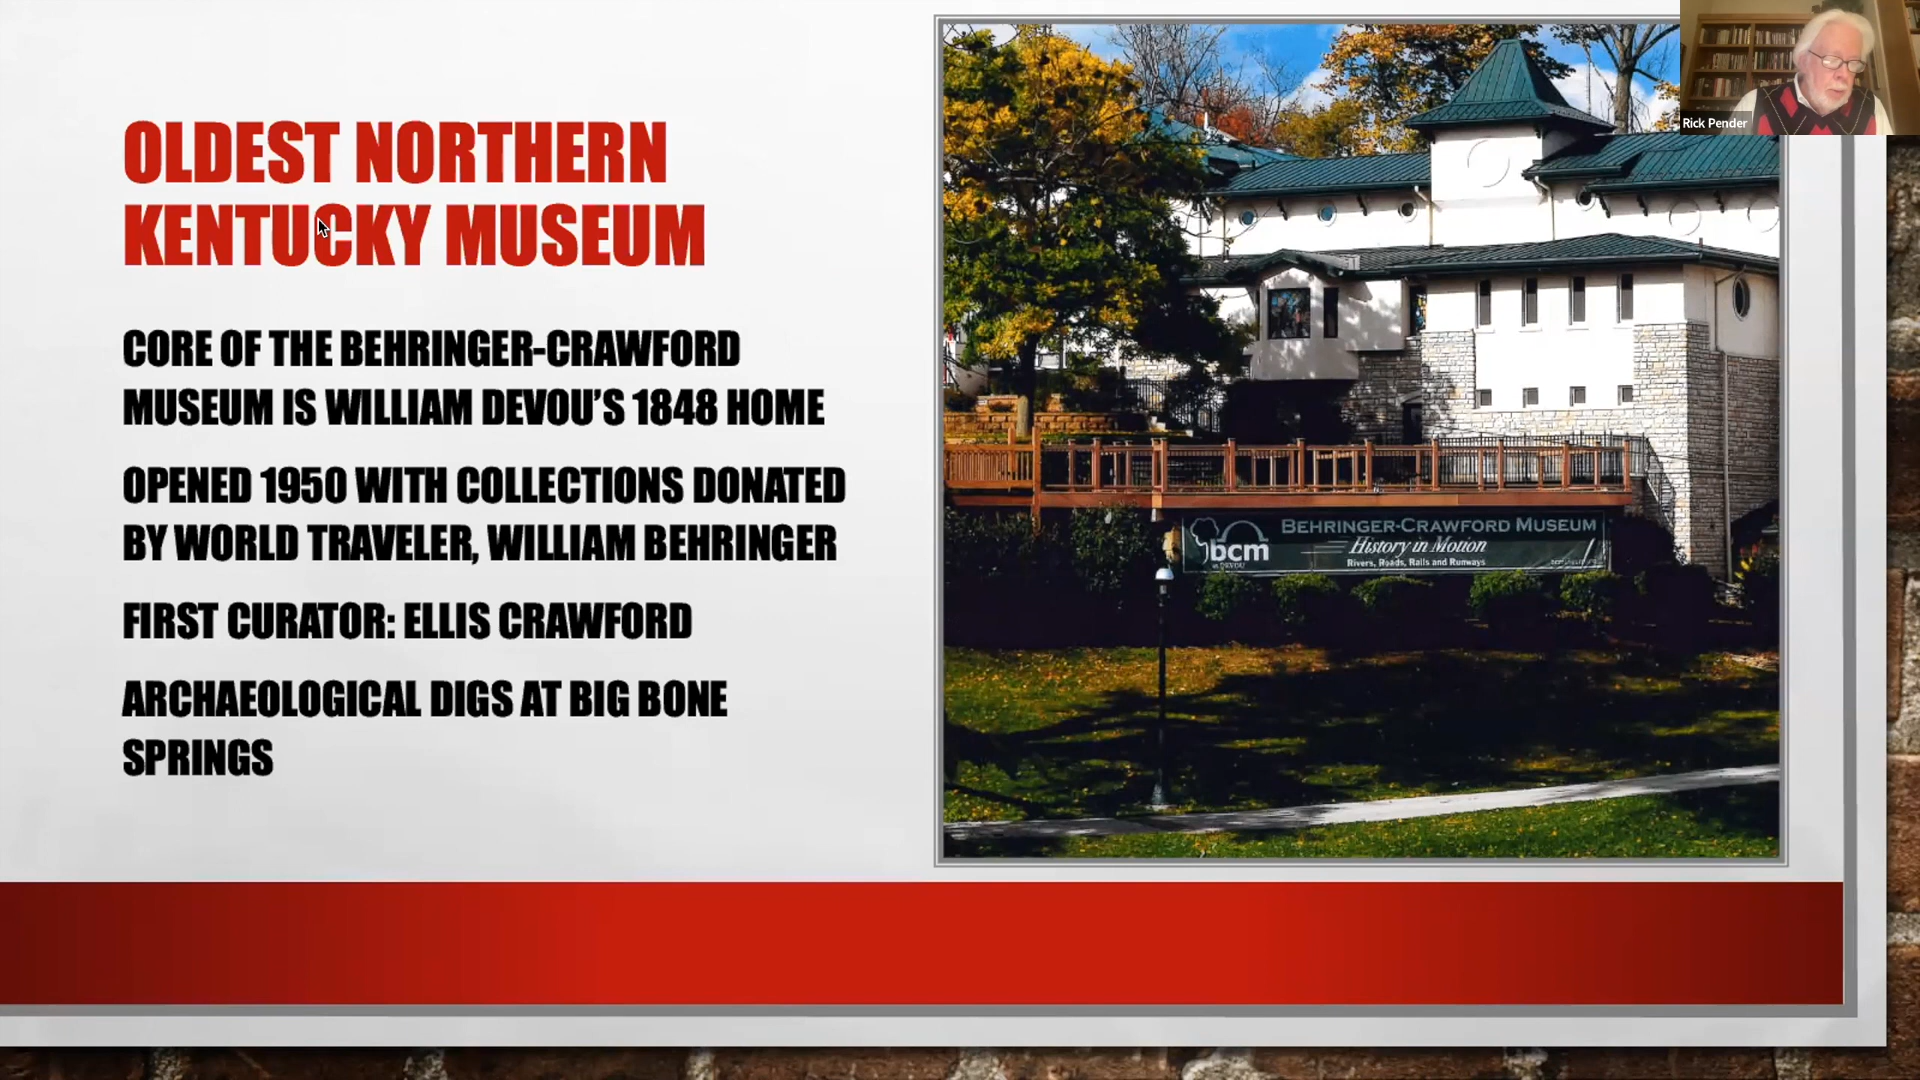 OLDEST NORTHERN
KENTUCKY MUSEUM
CORE OF THE BEHRINGER-CRAWFORD
MUSEUM IS WILLIAM DEVOU'S 1848 HOME
OPENED 1950 WITH COLLECTIONS DONATED
BY WORLD TRAVELER, WILLIAM BEHRINGER
FIRST CURATOR: ELLIS CRAWFORD
ARCHAEOLOGICAL DIGS AT BIG BONE
SPRINGS
Rick Pender
BEHRINGER-CRAWFORD MUSEUM
bcm
History in Motion
Rivers, Roads, Rails and Runways